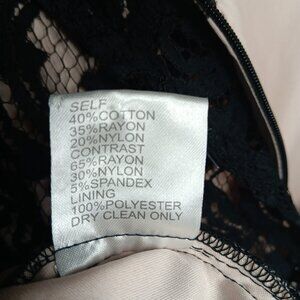 SELF
40%COTTON
35%RAYON
20%NYLON
CONTRAST
65%RAYON
30%NYLON
5%SPANDEX
LINING
100%POLYESTER
DRY CLEAN ONLY